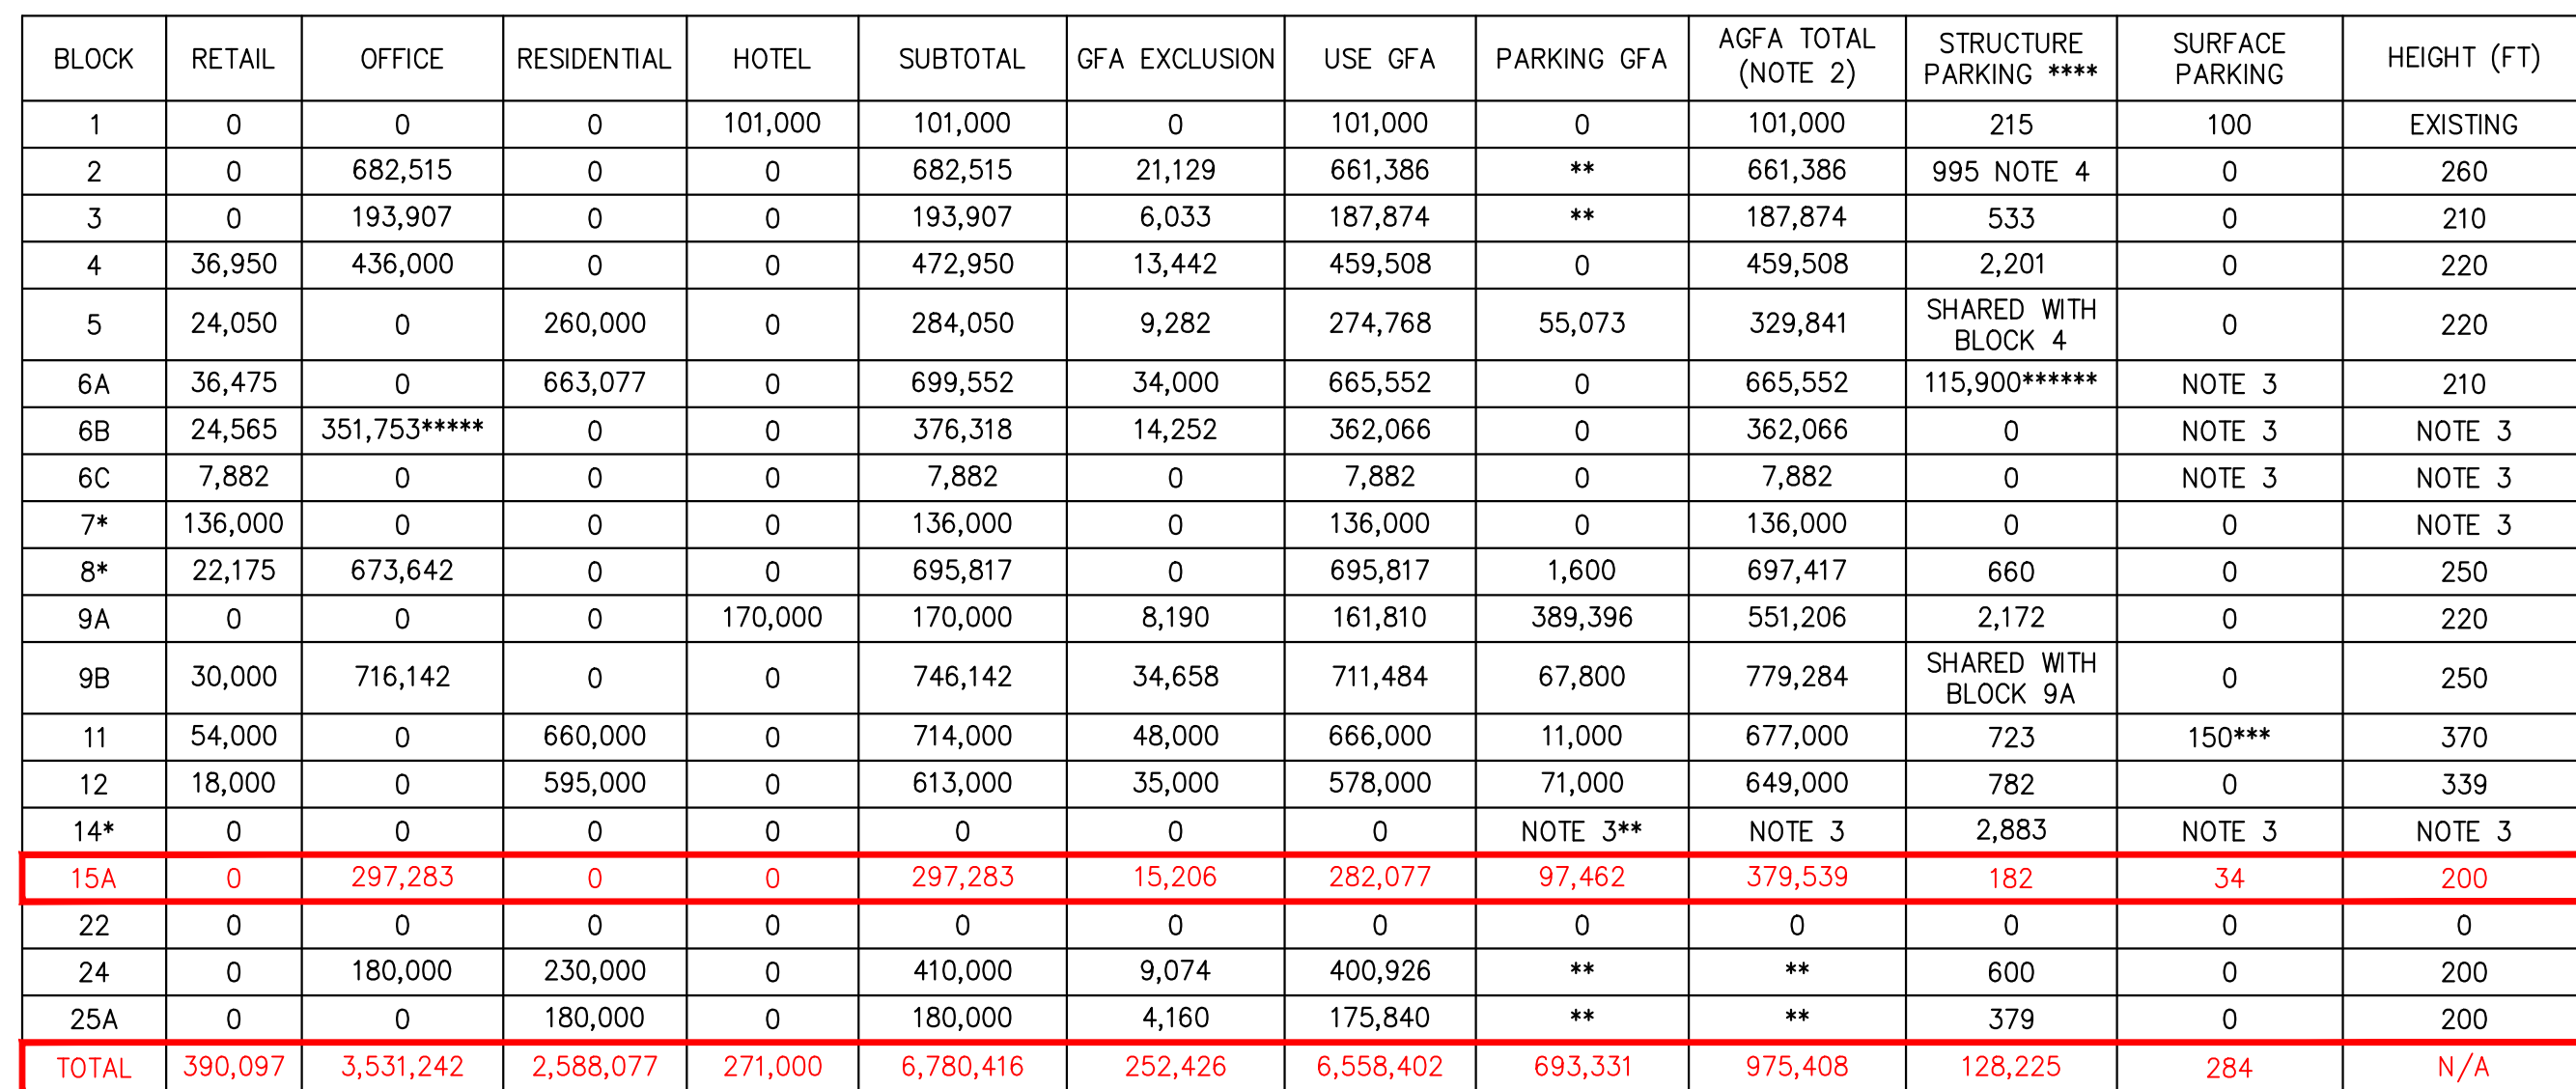 BLOCK RETAIL OFFICE RESIDENTIAL HOTEL SUBTOTAL GFA EXCLUSION USE GFA PARKING GFA AGFA TOTAL (NOTE 2) STRUCTURE PARKING **** SURFACE PARKING HEIGHT (FT)
1 0 0 0 101,000 101,000 0 101,000 0 101,000 215 100 EXISTING
2 0 682,515 0 0 682,515 21,129 661,386 ** 661,386 995 NOTE 4 0 260
3 0 193,907 0 0 193,907 6,033 187,874 ** 187,874 533 0 210
4 36,950 436,000 0 0 472,950 13,442 459,508 0 459,508 2,201 0 220
5 24,050 0 260,000 0 284,050 9,282 274,768 55,073 329,841 SHARED WITH BLOCK 4 0 220
6A 36,475 0 663,077 0 699,552 34,000 665,552 0 665,552 115,900****** NOTE 3 210
6B 24,565 351,753***** 0 0 376,318 14,252 362,066 0 362,066 0 NOTE 3 NOTE 3
6C 7,882 0 0 0 7,882 0 7,882 0 7,882 0 NOTE 3 NOTE 3
7* 136,000 0 0 0 136,000 0 136,000 0 136,000 0 0 NOTE 3
8* 22,175 673,642 0 0 695,817 0 695,817 1,600 697,417 660 0 250
9A 0 0 0 170,000 170,000 8,190 161,810 389,396 551,206 2,172 0 220
9B 30,000 716,142 0 0 746,142 34,658 711,484 67,800 779,284 SHARED WITH BLOCK 9A 0 250
11 54,000 0 660,000 0 714,000 48,000 666,000 11,000 677,000 723 150*** 370
12 18,000 0 595,000 0 613,000 35,000 578,000 71,000 649,000 782 0 339
14* 0 0 0 0 0 0 0 NOTE 3** NOTE 3 2,883 NOTE 3 NOTE 3
15A 0 297,283 0 0 297,283 15,206 282,077 97,462 379,539 182 34 200
22 0 0 0 0 0 0 0 0 0 0 0 0
24 0 180,000 230,000 0 410,000 9,074 400,926 ** ** 600 0 200
25A 0 0 180,000 0 180,000 4,160 175,840 ** ** 379 0 200
TOTAL 390,097 3,531,242 2,588,077 271,000 6,780,416 252,426 6,558,402 693,331 975,408 128,225 284 N/A